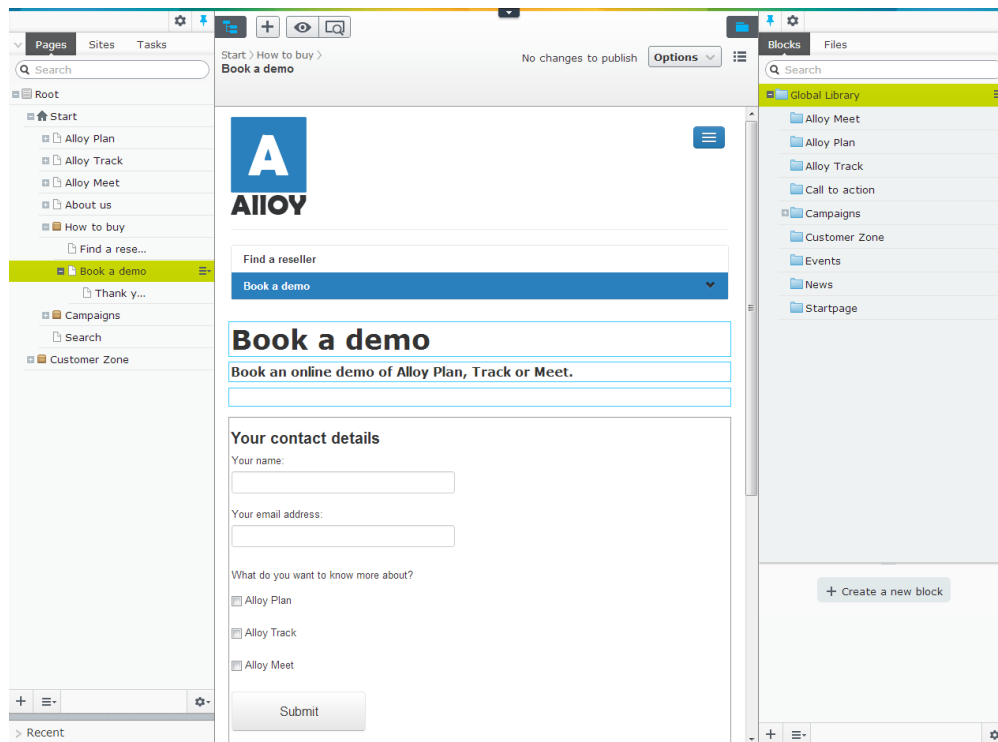 Pages Sites Tasks
Search
Root
Start
Alloy Plan
Alloy Track
Alloy Meet
About us
How to buy
Find a rese...
Book a demo
Thank y...
Campaigns
Search
Customer Zone
Recent
Start > How to buy >
Book a demo
No changes to publish Options
A
AllOY
Find a reseller
Book a demo
Book a demo
Book an online demo of Alloy Plan, Track or Meet.
Your contact details
Your name:
Your email address:
What do you want to know more about?
Alloy Plan
Alloy Track
Alloy Meet
Submit
Blocks Files
Search
Global Library
Alloy Meet
Alloy Plan
Alloy Track
Call to action
Campaigns
Customer Zone
Events
News
Startpage
+ Create a new block